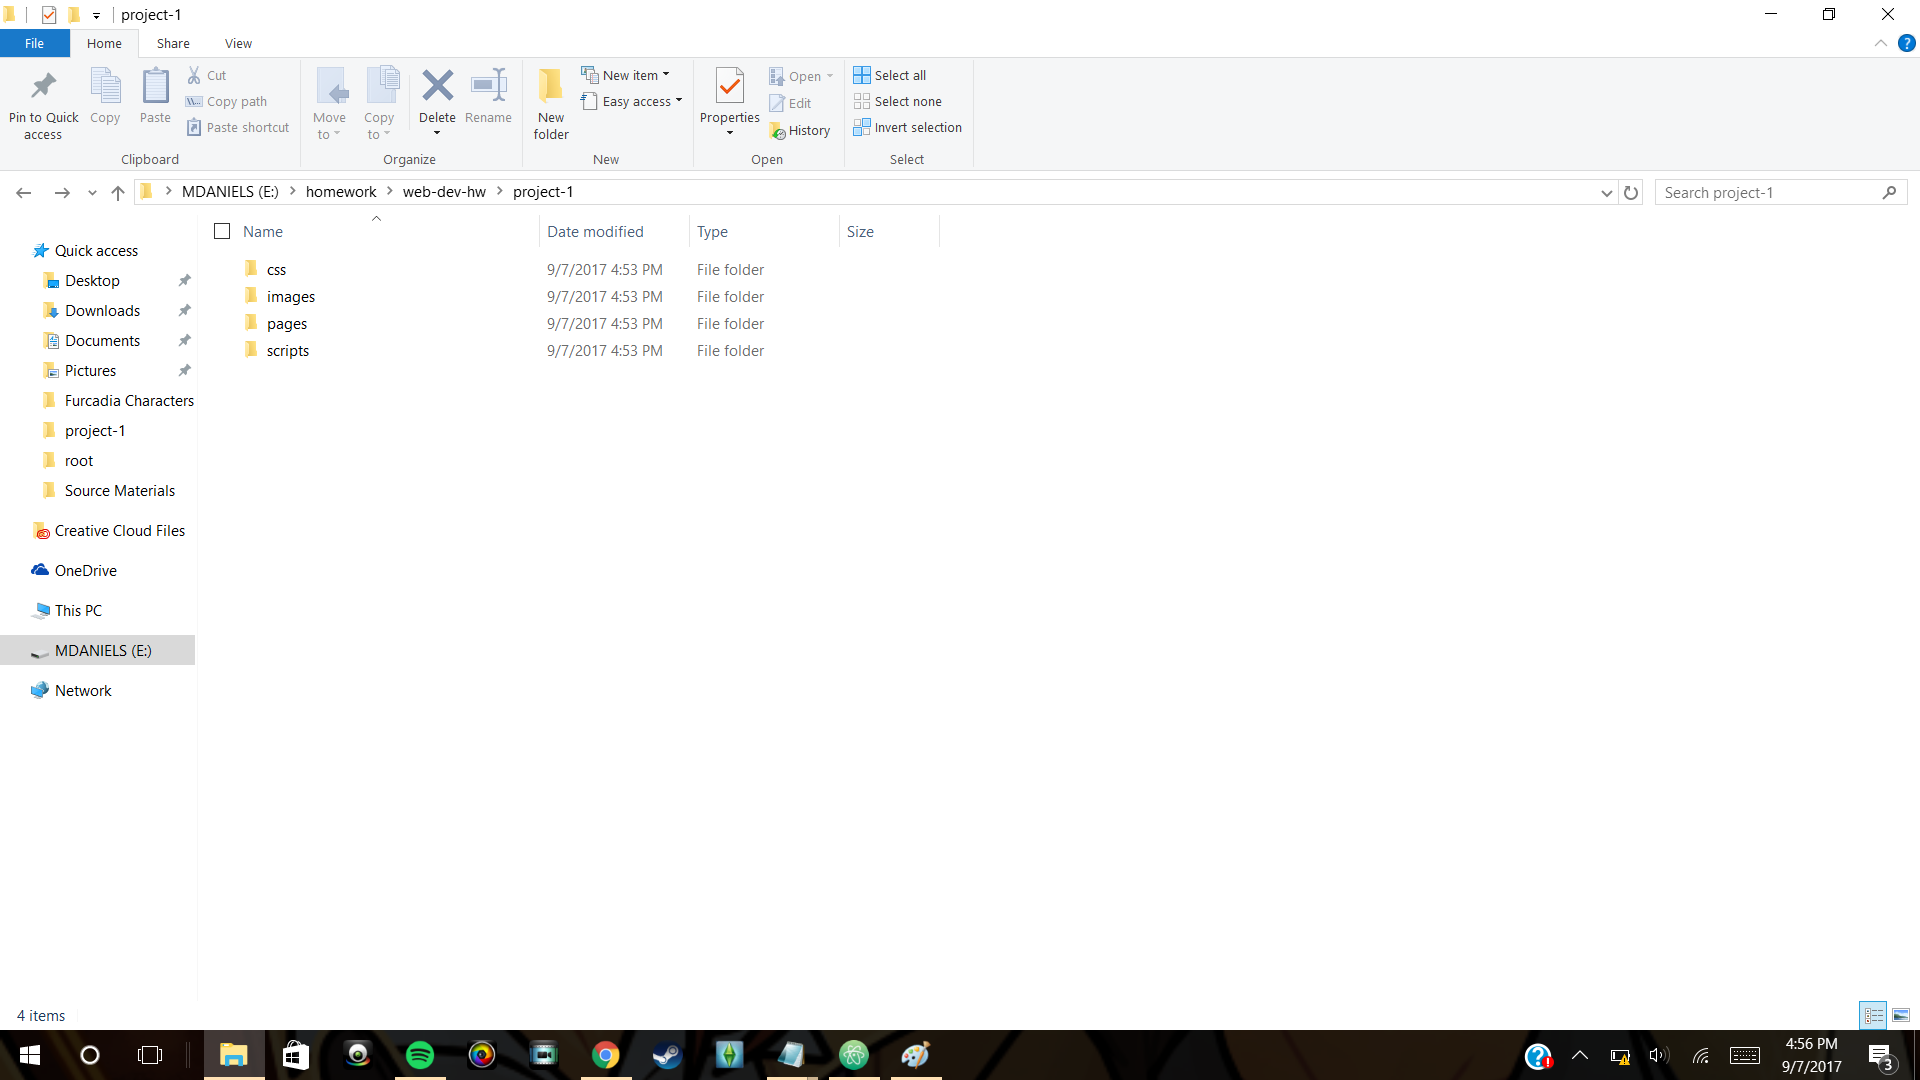 project-1
File Home Share View
Pin to Quick access
Copy
Paste
Cut
Copy path
Paste shortcut
Clipboard
Move to
Copy to
Delete
Rename
Organize
New folder
New item
Easy access
New
Properties
Open
Edit
History
Open
Select all
Select none
Invert selection
Select
MDANIELS (E:) homework web-dev-hw project-1
Search project-1
Name Date modified Type Size
css 9/7/2017 4:53 PM File folder
images 9/7/2017 4:53 PM File folder
pages 9/7/2017 4:53 PM File folder
scripts 9/7/2017 4:53 PM File folder
Quick access
Desktop
Downloads
Documents
Pictures
Furcadia Characters
project-1
root
Source Materials
Creative Cloud Files
OneDrive
This PC
MDANIELS (E:)
Network
4 items
4:56 PM
9/7/2017
3